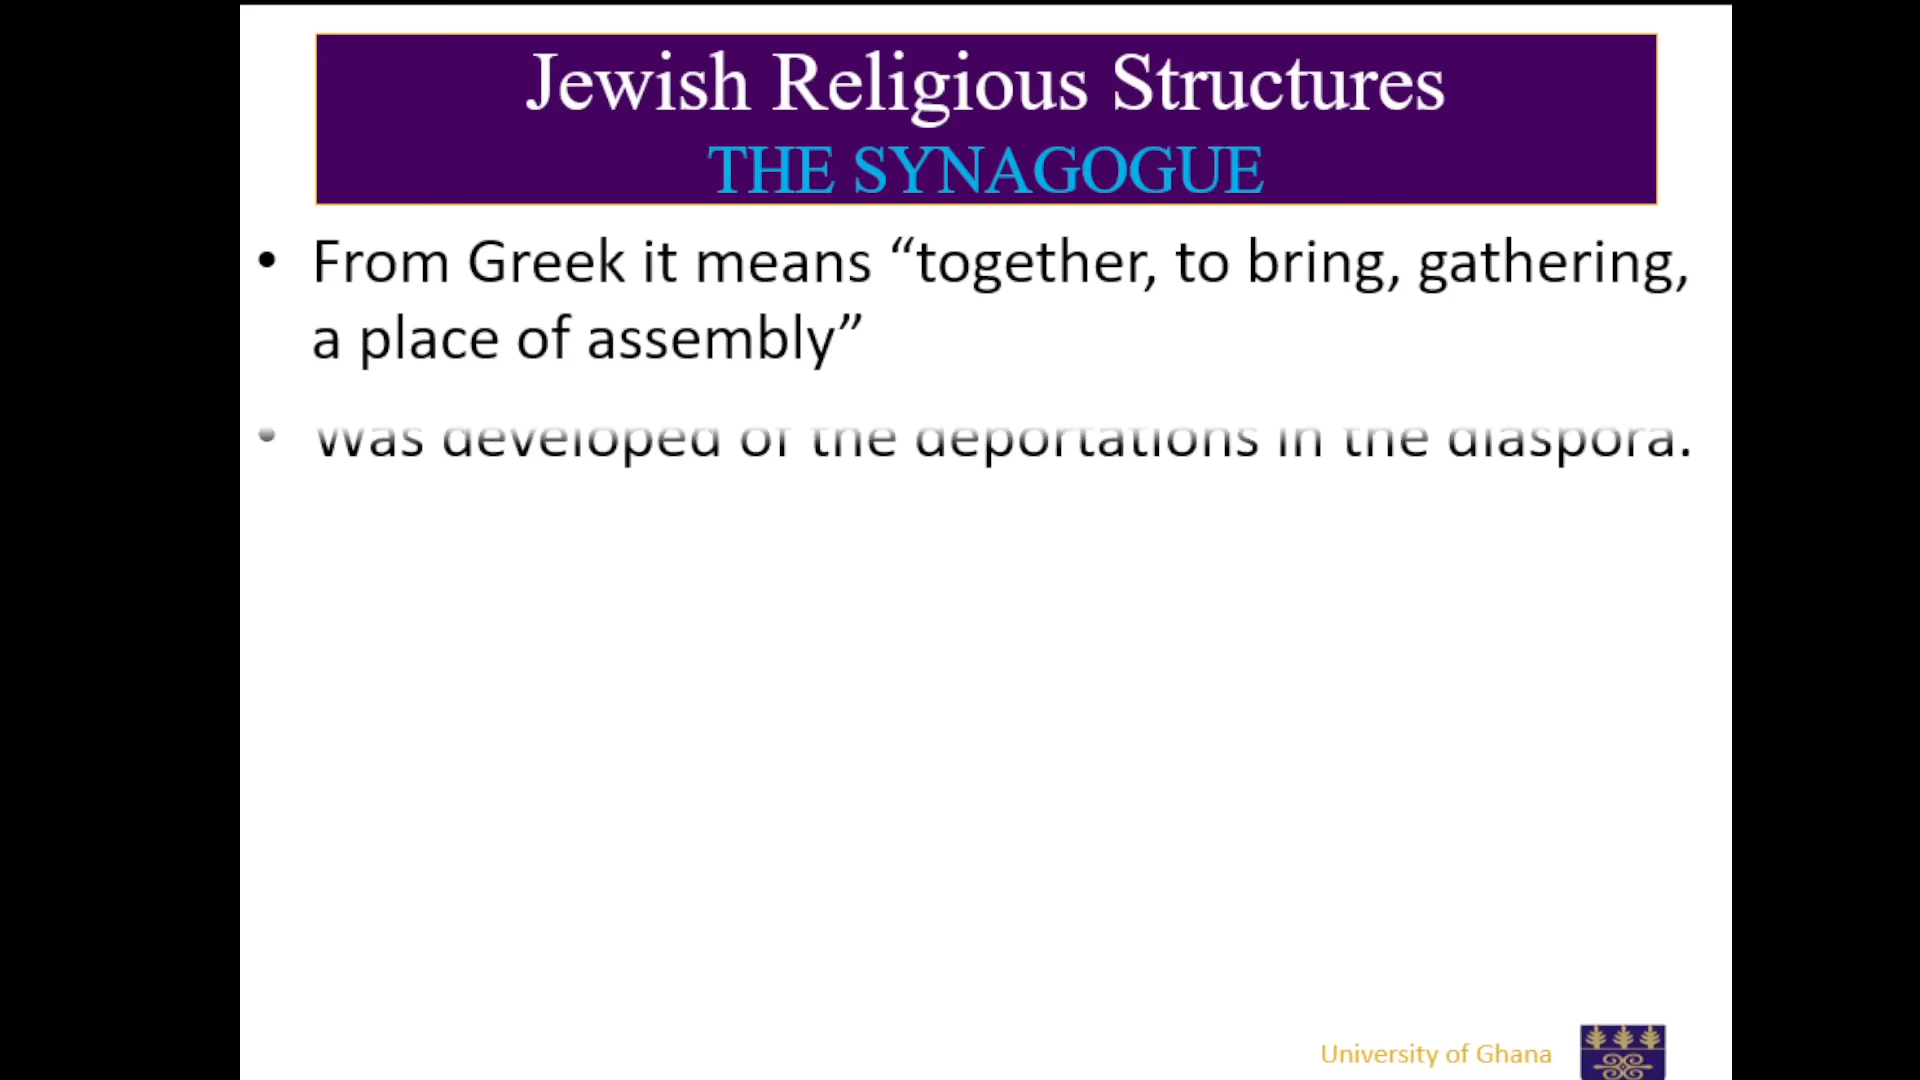 Jewish Religious Structures
THE SYNAGOGUE
• From Greek it means “together, to bring, gathering,
a place of assembly”
• Was developed of the deportations in the diaspora.
University of Ghana